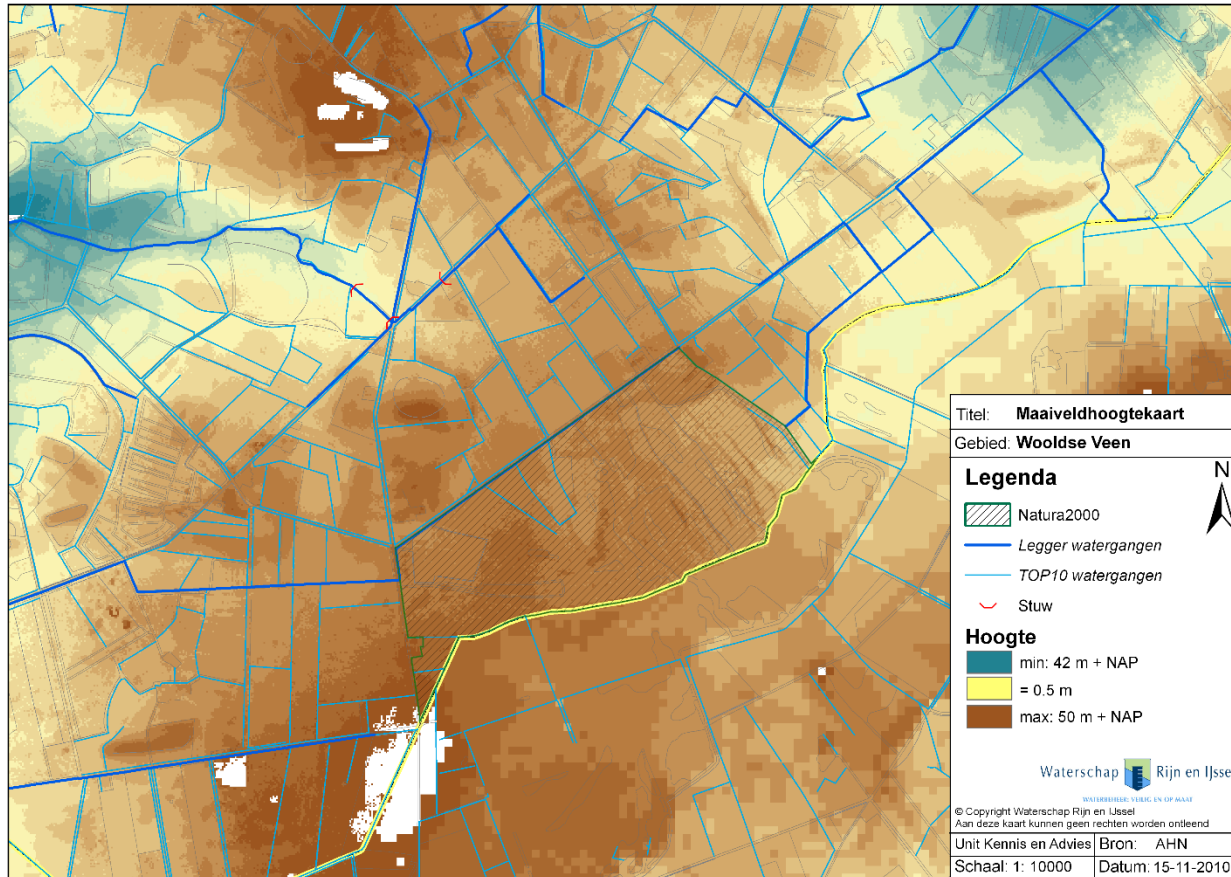 Titel: Maaiveldhoogtekaart
Gebied: Wooldse Veen
Legenda
N
Natura2000
Legger watergangen
TOP10 watergangen
Stuw
Hoogte
min: 42 m + NAP
= 0.5 m
max: 50 m + NAP
Waterschap Rijn en IJsse
WATERBEHEER: VEILIG EN OP MAAT
© Copyright Waterschap Rijn en IJssel
Aan deze kaart kunnen geen rechten worden ontleend
Unit Kennis en Advies Bron: AHN
Schaal: 1: 10000 Datum: 15-11-2010